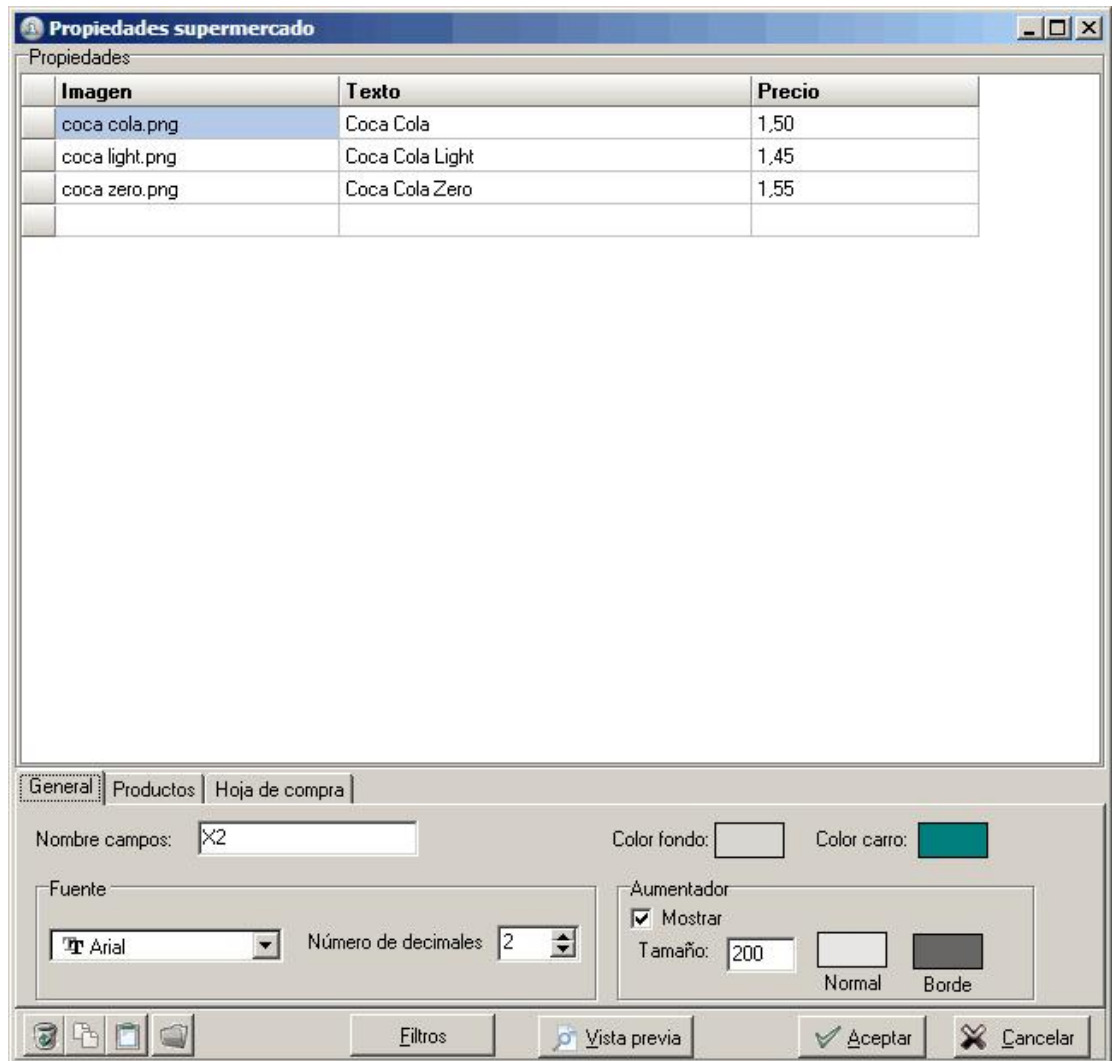 Propiedades supermercado
Propiedades
Imagen Texto Precio
coca cola.png Coca Cola 1,50
coca light.png Coca Cola Light 1,45
coca zero.png Coca Cola Zero 1,55
General Productos Hoja de compra
Nombre campos: X2 Color fondo: Color carro:
Fuente Aumentador
Mostrar
Arial Número de decimales 2 Tamaño: 200
Normal Borde
Filtros Vista previa Aceptar Cancelar